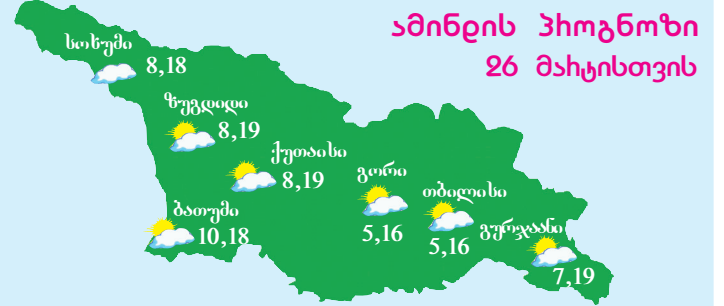 ამინდის პროგნოზი
26 მარტისთვის
სოხუმი
8,18
ზუგდიდი
8,19
ქუთაისი
8,19
გორი
5,16
თბილისი
5,16
ბათუმი
10,18
გურჯაანი
7,19